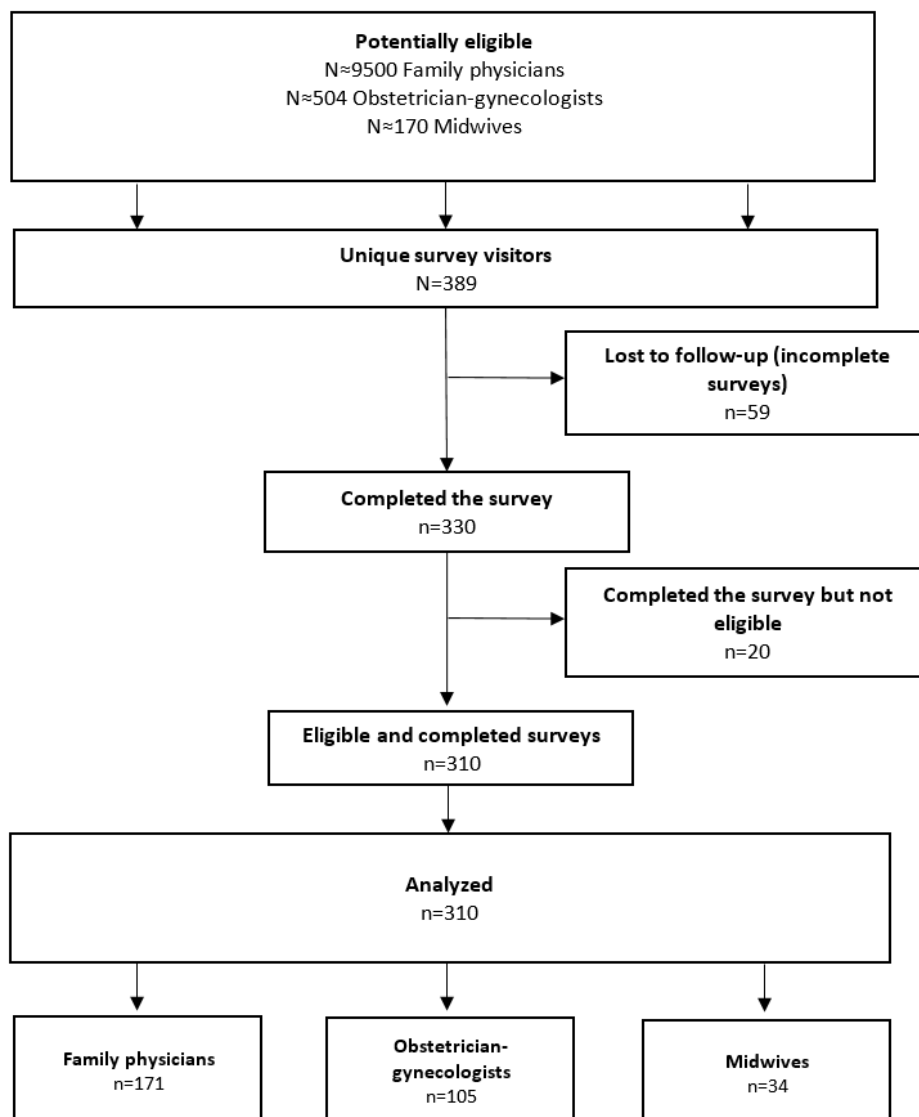 Potentially eligible
N≈9500 Family physicians
N≈504 Obstetrician-gynecologists
N≈170 Midwives
Unique survey visitors
N=389
Lost to follow-up (incomplete
surveys)
n=59
Completed the survey
n=330
Completed the survey but not
eligible
n=20
Eligible and completed surveys
n=310
Analyzed
n=310
Family physicians
n=171
Obstetrician-
gynecologists
n=105
Midwives
n=34